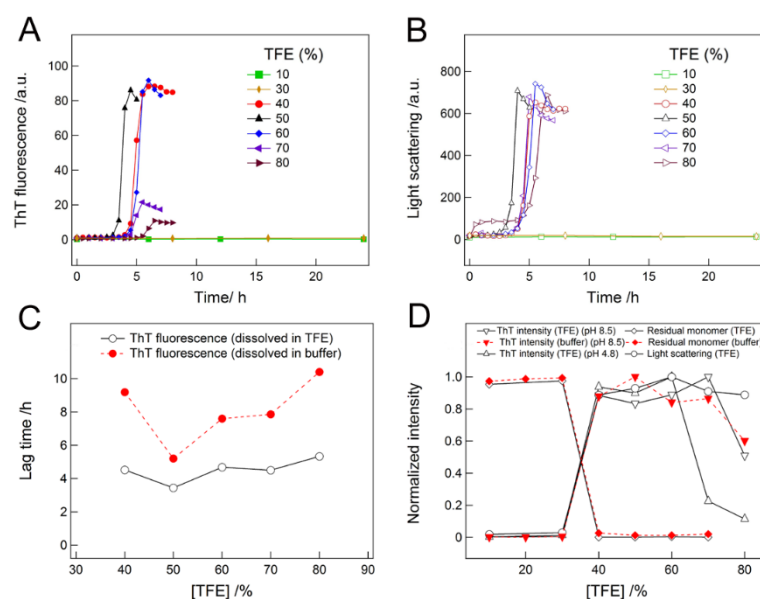 A
TFE (%)
10
30
40
50
60
70
80
ThT fluorescence /a.u.
100
80
60
40
20
0
0 5 10 15 20
Time/ h
B
TFE (%)
10
30
40
50
60
70
80
Light scattering /a.u.
800
600
400
200
0
0 5 10 15 20
Time/h
C
ThT fluorescence (dissolved in TFE)
ThT fluorescence (dissolved in buffer)
Lag time /h
10
8
6
4
2
0
30 40 50 60 70 80 90
[TFE] /%
D
ThT intensity (TFE) (pH 8.5) Residual monomer (TFE)
ThT intensity (buffer) (pH 8.5) Residual monomer (buffer)
ThT intensity (TFE) (pH 4.8) Light scattering (TFE)
Normalized intensity
1.0
0.8
0.6
0.4
0.2
0
20 40 60 80
[TFE] /%